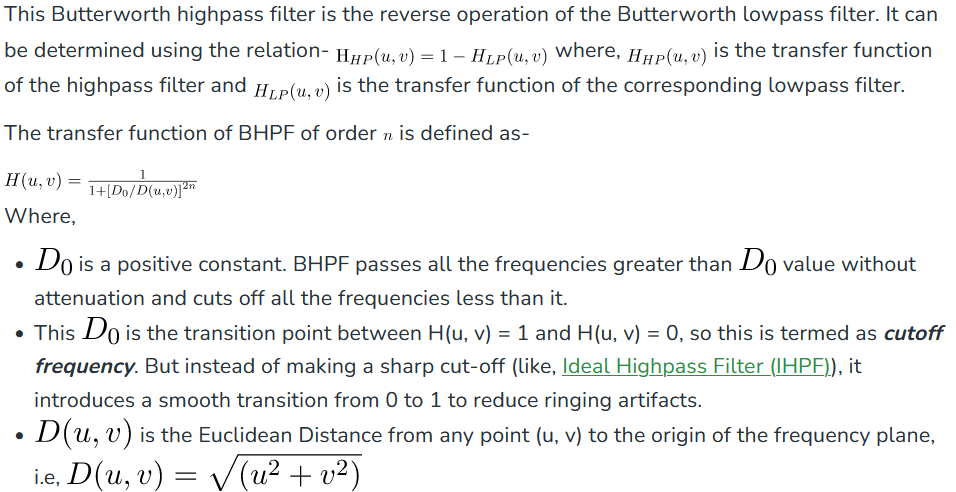 This Butterworth highpass filter is the reverse operation of the Butterworth lowpass filter. It can
be determined using the relation- H_{HP}(u, v) = 1 − H_{LP}(u, v) where, H_{HP}(u, v) is the transfer function
of the highpass filter and H_{LP}(u, v) is the transfer function of the corresponding lowpass filter.
The transfer function of BHPF of order n is defined as-
H(u, v) = \frac{1}{1+[D_0/D(u,v)]^{2n}}
Where,
• D_0 is a positive constant. BHPF passes all the frequencies greater than D_0 value without
attenuation and cuts off all the frequencies less than it.
• This D_0 is the transition point between H(u, v) = 1 and H(u, v) = 0, so this is termed as cutoff
frequency. But instead of making a sharp cut-off (like, Ideal Highpass Filter (IHPF)), it
introduces a smooth transition from 0 to 1 to reduce ringing artifacts.
• D(u, v) is the Euclidean Distance from any point (u, v) to the origin of the frequency plane,
i.e, D(u, v) = \sqrt{(u^2 + v^2)}